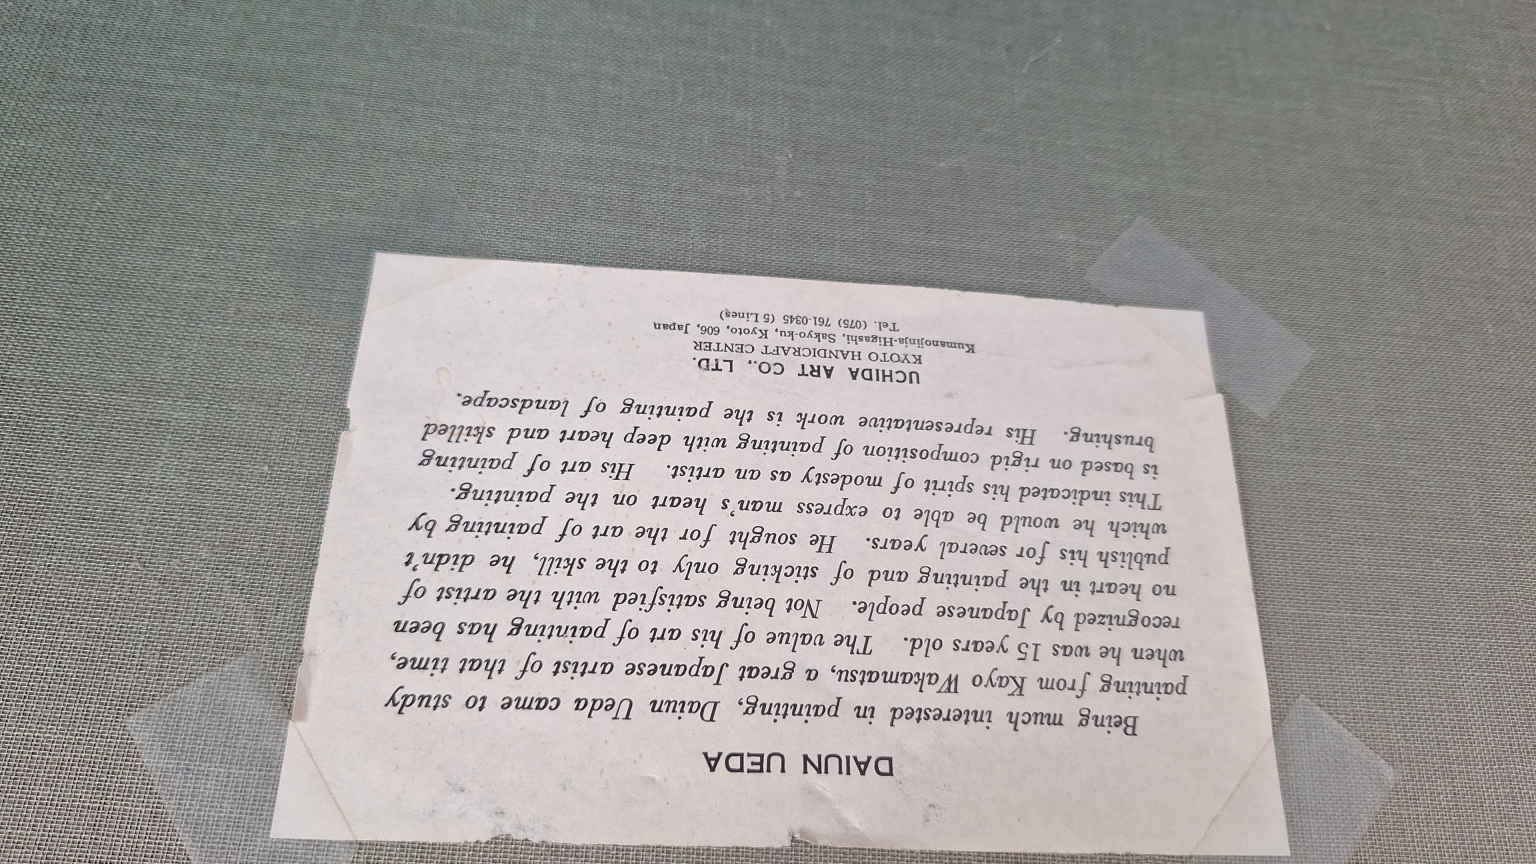 DAIUN UEDA
Being much interested in painting, Daiun Ueda came to study
painting from Kayo Wakamatsu, a great Japanese artist of that time,
when he was 15 years old. The value of his art of painting has been
recognized by Japanese people. Not being satisfied with the artist of
no heart in the painting and of sticking only to the skill, he didn't
publish his for several years. He sought for the art of painting by
which he would be able to express man's heart on the painting.
This indicated his spirit of modesty as an artist. His art of painting
is based on rigid composition of painting with deep heart and skilled
brushing. His representative work is the painting of landscape.
UCHIDA ART CO., LTD.
KYOTO HANDICRAFT CENTER
Kumanojinja-Higashi, Sakyo-ku, Kyoto, 606, Japan
Tel. (075) 761-0345 (5 Lines)